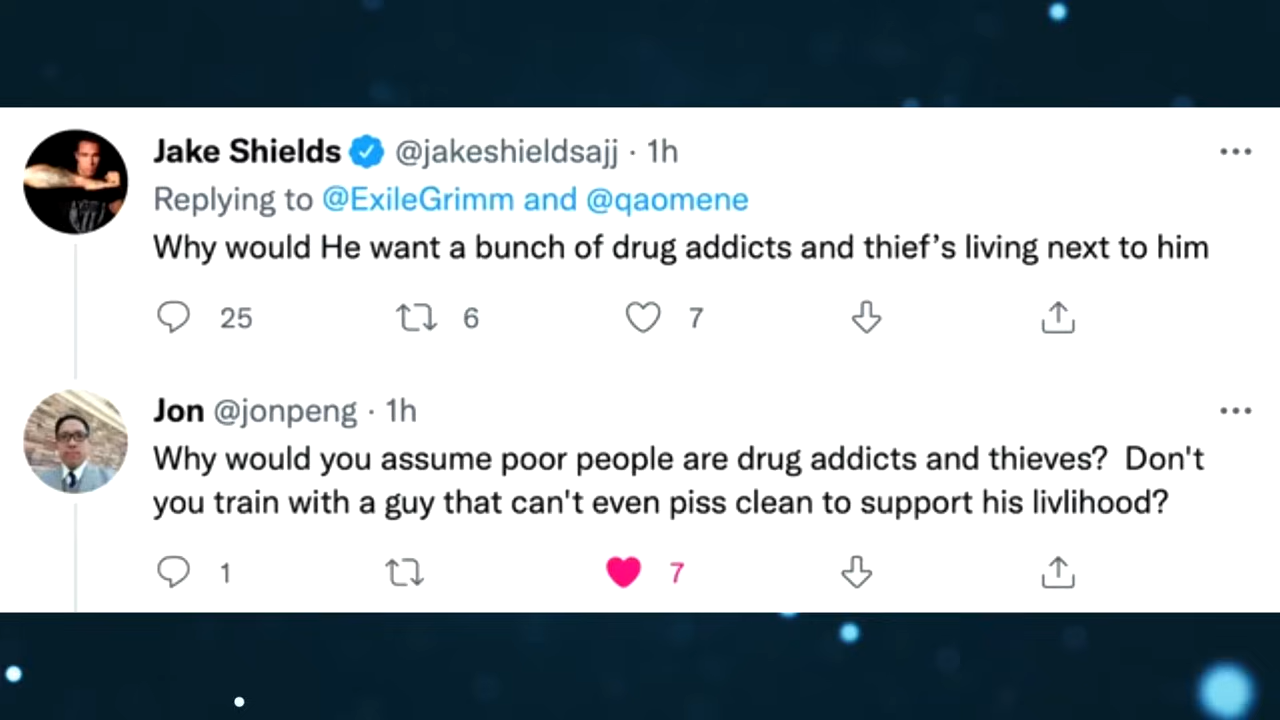 Jake Shields @jakeshieldsajj · 1h
Replying to @ExileGrimm and @qaomene
Why would He want a bunch of drug addicts and thief’s living next to him
25 6 7
Jon @jonpeng · 1h
Why would you assume poor people are drug addicts and thieves?  Don't
you train with a guy that can't even piss clean to support his livlihood?
1 7